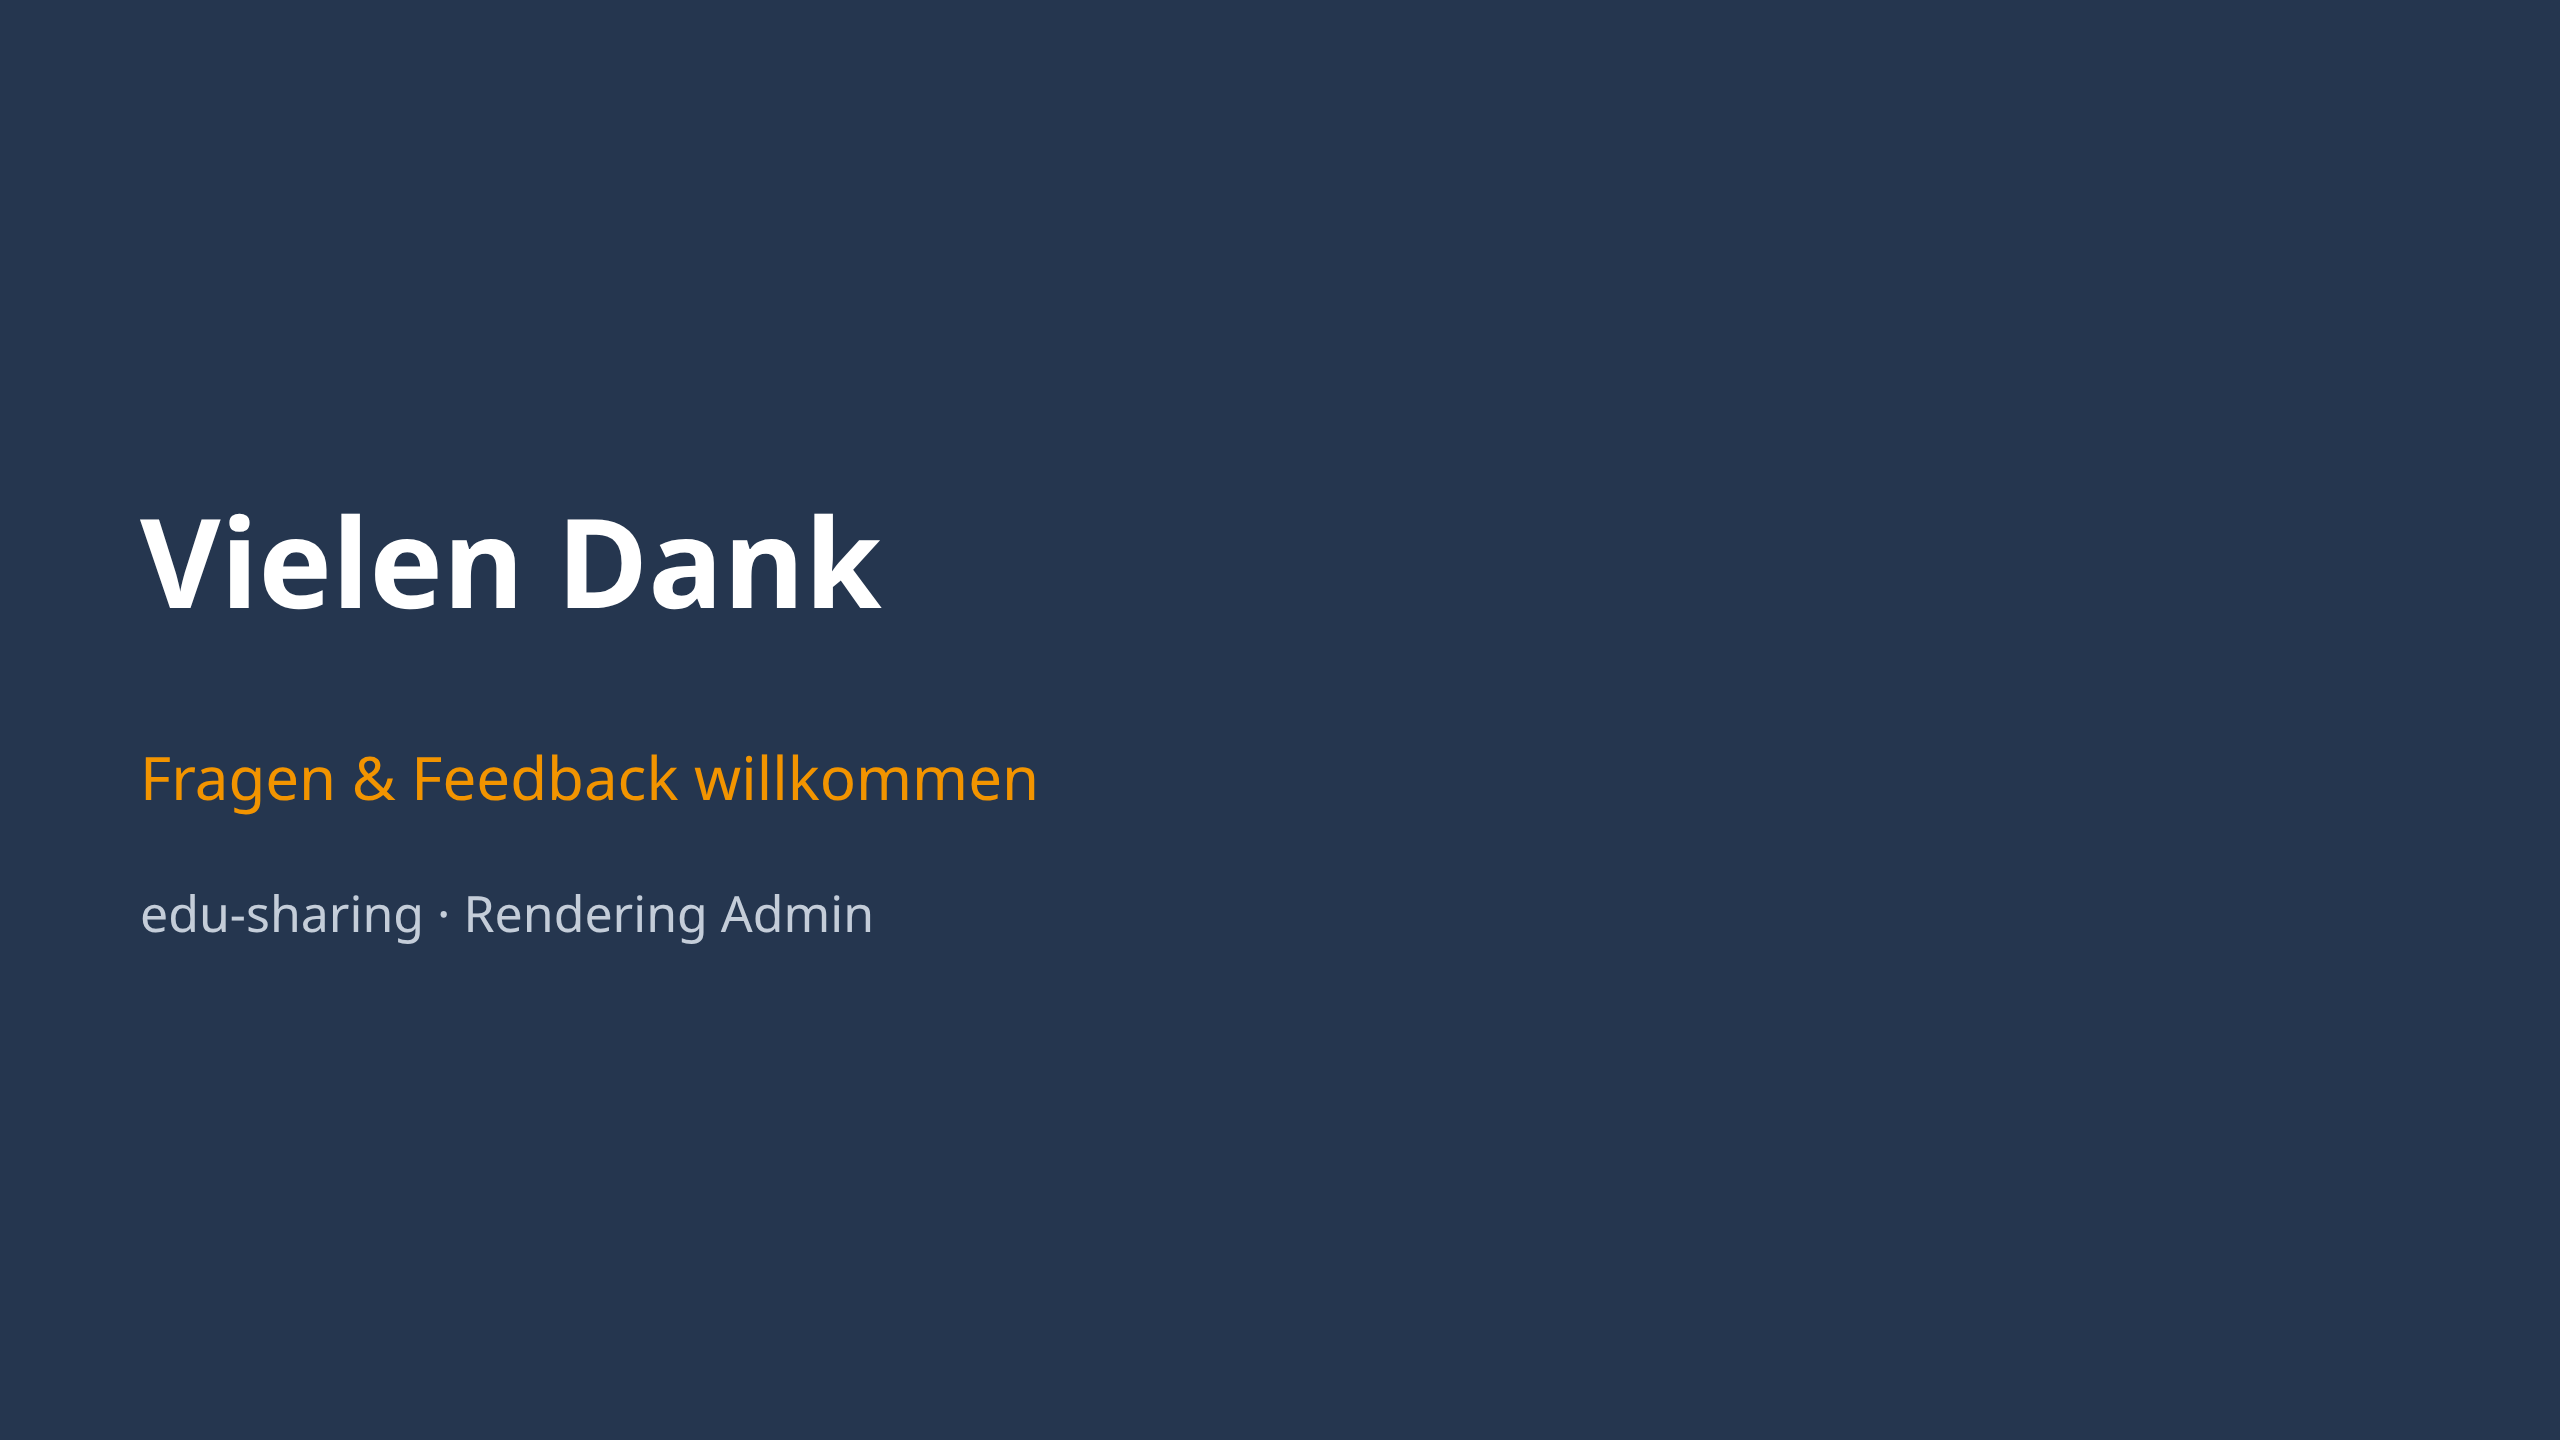 Vielen Dank
Fragen & Feedback willkommen
edu-sharing · Rendering Admin